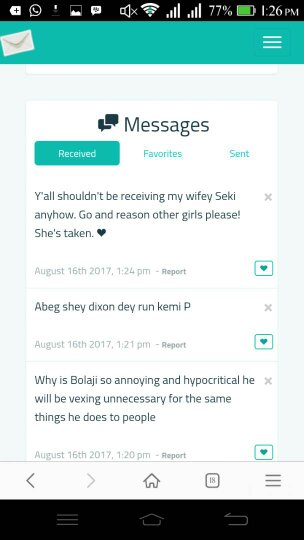 77% 1:26 PM
Messages
Received Favorites Sent
Y'all shouldn't be receiving my wifey Seki
anyhow. Go and reason other girls please!
She's taken. ♥
August 16th 2017, 1:24 pm - Report
Abeg shey dixon dey run kemi P
August 16th 2017, 1:21 pm - Report
Why is Bolaji so annoying and hypocritical he
will be vexing unnecessary for the same
things he does to people
August 16th 2017, 1:20 pm - Report
18